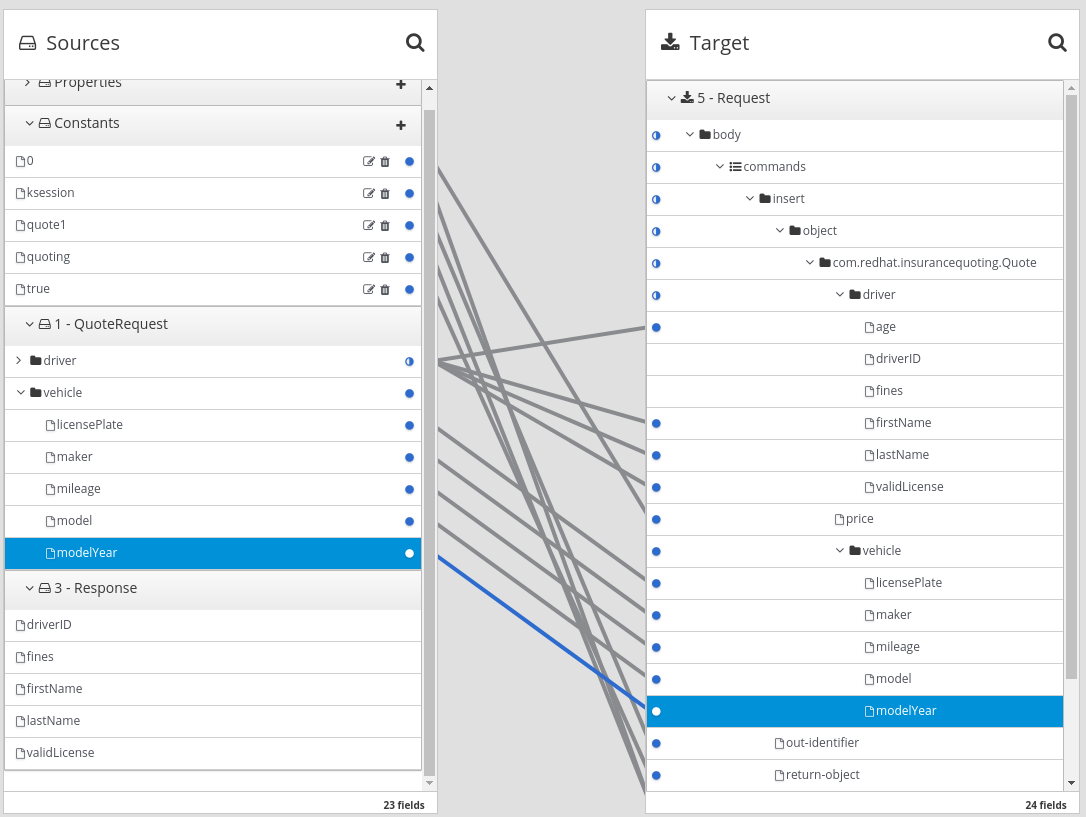 Sources
Properties
Constants
0
ksession
quote1
quoting
true
1 - QuoteRequest
driver
vehicle
licensePlate
maker
mileage
model
modelYear
3 - Response
driverID
fines
firstName
lastName
validLicense
23 fields
Target
5 - Request
body
commands
insert
object
com.redhat.insurancequoting.Quote
driver
age
driverID
fines
firstName
lastName
validLicense
price
vehicle
licensePlate
maker
mileage
model
modelYear
out-identifier
return-object
24 fields